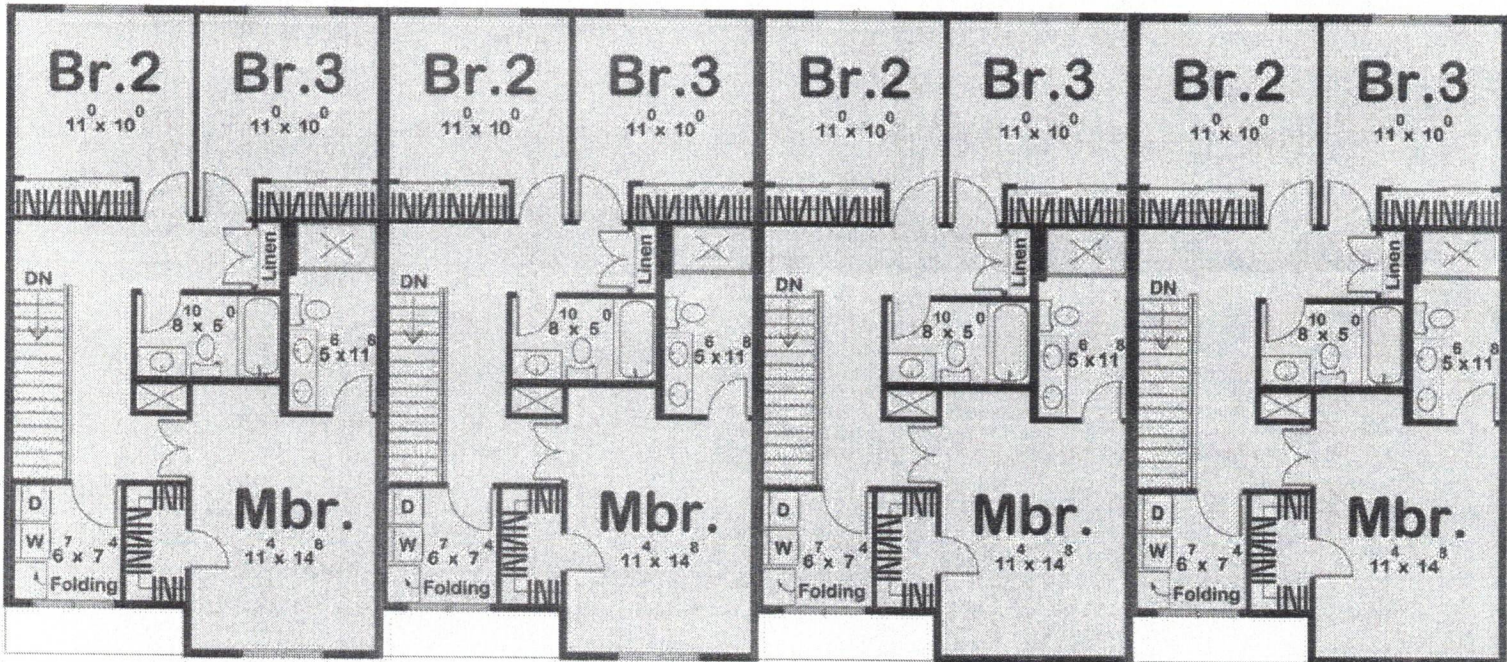 Br.2 Br.3 Br.2 Br.3 Br.2 Br.3 Br.2 Br.3
11⁰ x 10⁰ 11⁰ x 10⁰ 11⁰ x 10⁰ 11⁰ x 10⁰ 11⁰ x 10⁰ 11⁰ x 10⁰ 11⁰ x 10⁰ 11⁰ x 10⁰
Linen Linen Linen Linen
DN DN DN DN
8¹⁰ x 5⁰ 8¹⁰ x 5⁰ 8¹⁰ x 5⁰ 8¹⁰ x 5⁰
5⁶ x 11⁸ 5⁶ x 11⁸ 5⁶ x 11⁸ 5⁶ x 11⁸
D D D D
Mbr. Mbr. Mbr. Mbr.
W W W W
6⁷ x 7⁴ 11⁴ x 14⁸ 6⁷ x 7⁴ 11⁴ x 14⁸ 6⁷ x 7⁴ 11⁴ x 14⁸ 6⁷ x 7⁴ 11⁴ x 14⁸
Folding Folding Folding Folding